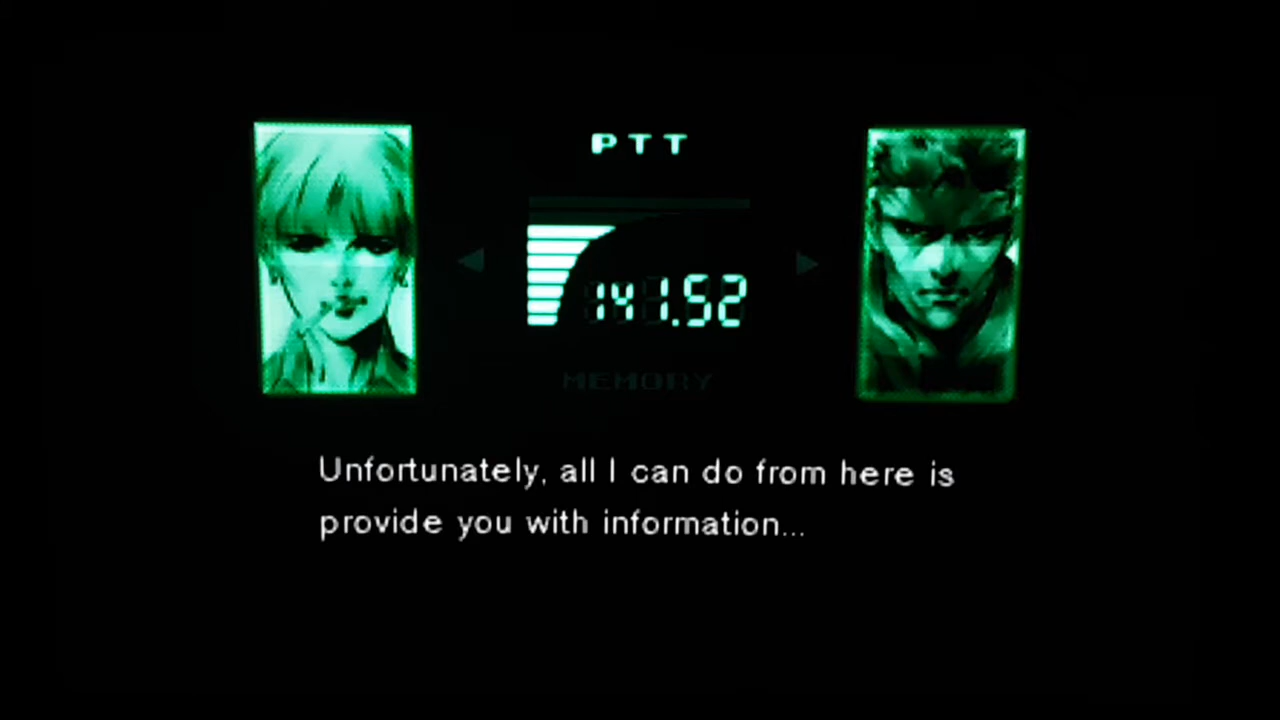 PTT
141.52
MEMORY
Unfortunately, all I can do from here is
provide you with information...